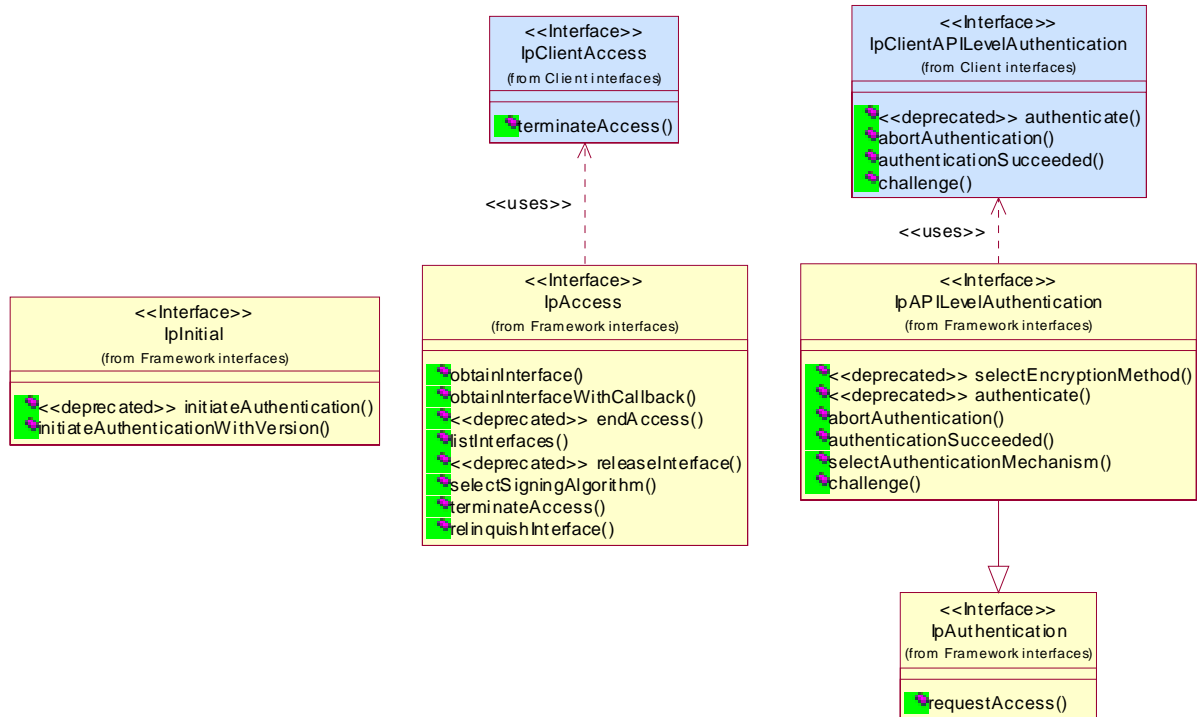 <<Interface>>
IpClientAccess
(from Client interfaces)
terminateAccess()
<<Interface>>
IpClientAPILevelAuthentication
(from Client interfaces)
<<deprecated>> authenticate()
abortAuthentication()
authenticationSucceeded()
challenge()
<<uses>>
<<uses>>
<<Interface>>
IpInitial
(from Framework interfaces)
<<deprecated>> initiateAuthentication()
initiateAuthenticationWithVersion()
<<Interface>>
IpAccess
(from Framework interfaces)
obtainInterface()
obtainInterfaceWithCallback()
<<deprecated>> endAccess()
listInterfaces()
<<deprecated>> releaseInterface()
selectSigningAlgorithm()
terminateAccess()
relinquishInterface()
<<Interface>>
IpAPILevelAuthentication
(from Framework interfaces)
<<deprecated>> selectEncryptionMethod()
<<deprecated>> authenticate()
abortAuthentication()
authenticationSucceeded()
selectAuthenticationMechanism()
challenge()
<<Interface>>
IpAuthentication
(from Framework interfaces)
requestAccess()